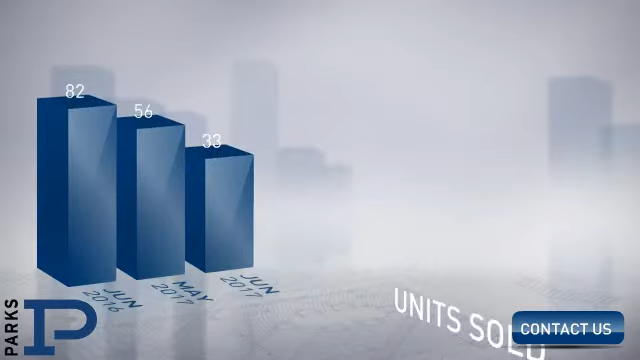 82
56
33
JUN
2016
MAY
2017
JUN
2017
UNITS SOLD
CONTACT US
PARKS
P